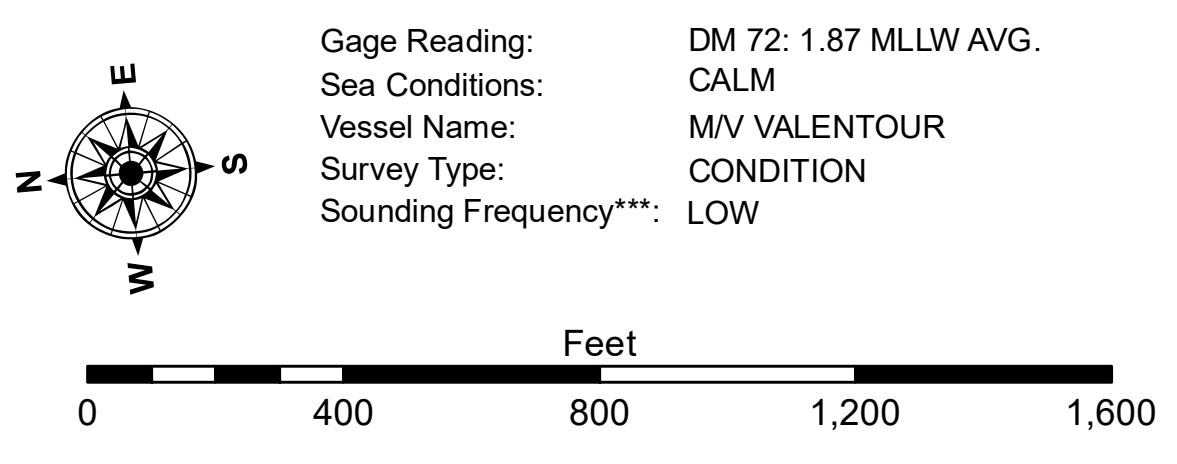 E
N
S
W
Gage Reading: DM 72: 1.87 MLLW AVG.
Sea Conditions: CALM
Vessel Name: M/V VALENTOUR
Survey Type: CONDITION
Sounding Frequency***: LOW
Feet
0 400 800 1,200 1,600